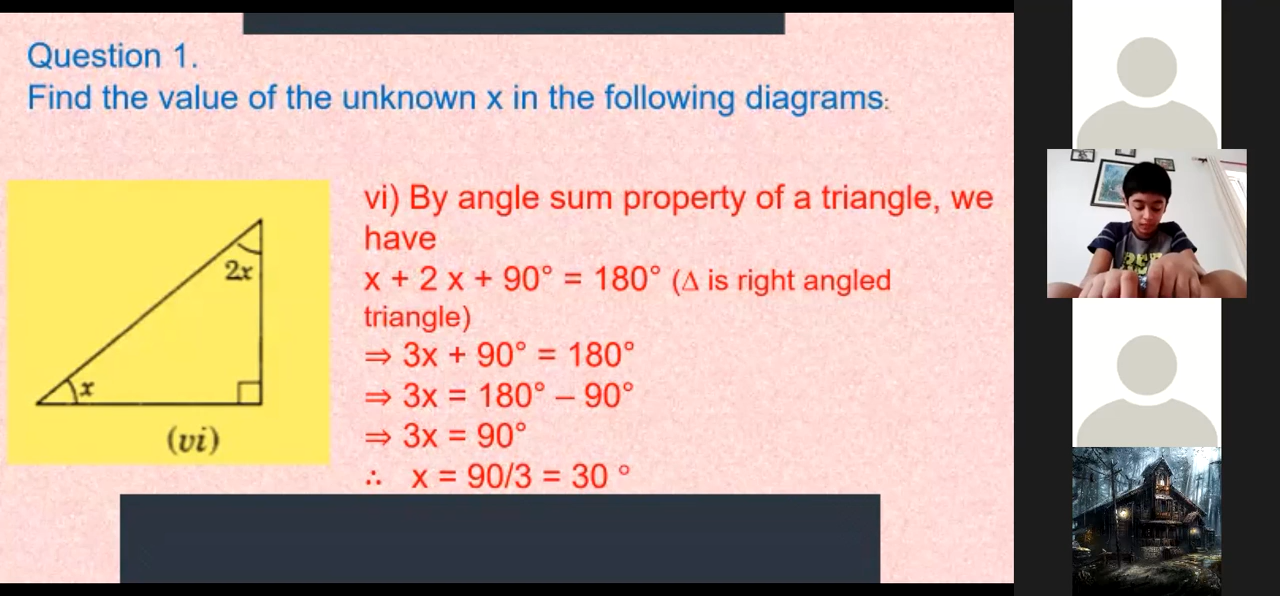 Question 1.
Find the value of the unknown x in the following diagrams:
2x
x
(vi)
vi) By angle sum property of a triangle, we
have
x + 2 x + 90° = 180° (Δ is right angled
triangle)
⇒ 3x + 90° = 180°
⇒ 3x = 180° – 90°
⇒ 3x = 90°
∴ x = 90/3 = 30 °